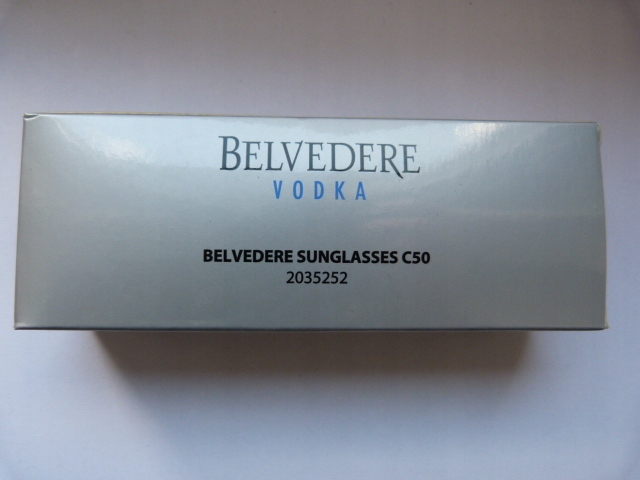 BELVEDERE
VODKA
BELVEDERE SUNGLASSES C50
2035252